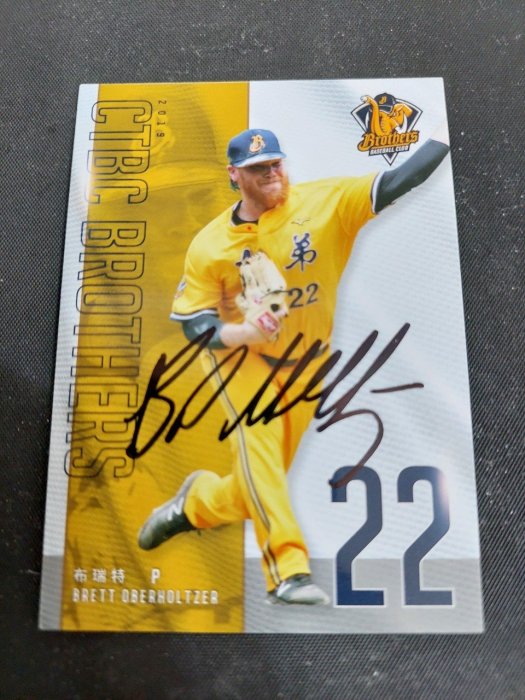 2019
CTBC BROTHERS
B
Brothers
BASEBALL CLUB
B
弟
22
22
布瑞特 P
BRETT OBERHOLTZER